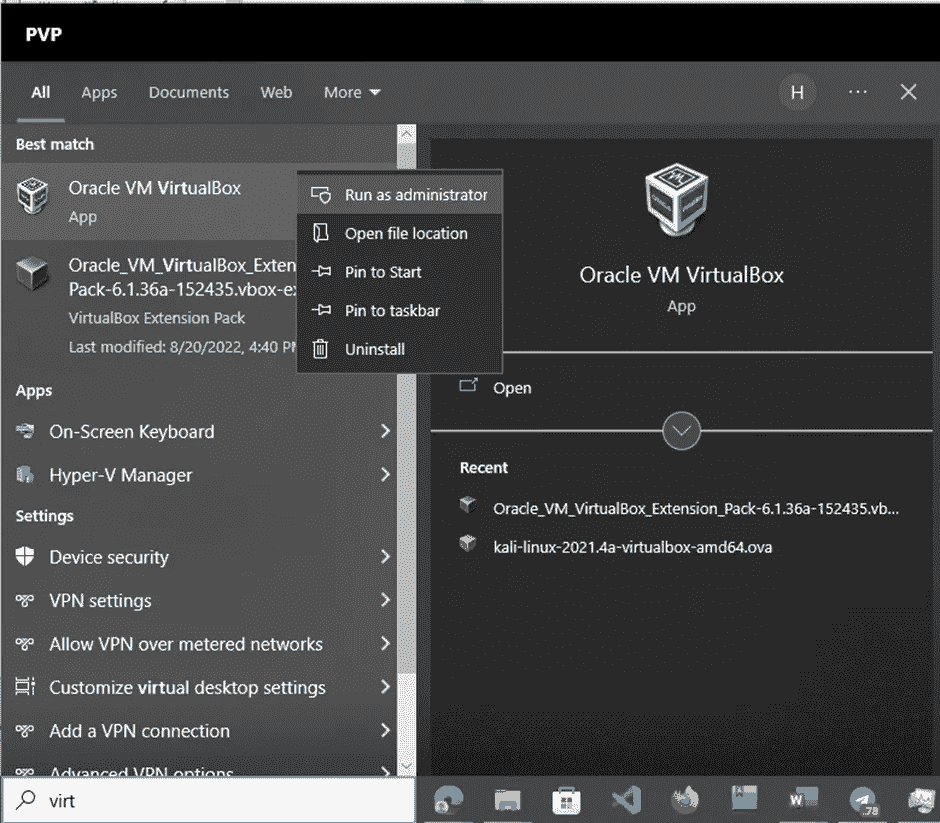 PVP
All Apps Documents Web More H
Best match
Oracle VM VirtualBox
App
Oracle_VM_VirtualBox_Exten
Pack-6.1.36a-152435.vbox-ex
VirtualBox Extension Pack
Last modified: 8/20/2022, 4:40 PM
Run as administrator
Open file location
Pin to Start
Pin to taskbar
Uninstall
Apps
On-Screen Keyboard
Hyper-V Manager
Settings
Device security
VPN settings
Allow VPN over metered networks
Customize virtual desktop settings
Add a VPN connection
Advanced VPN options
virt
Oracle VM VirtualBox
App
Open
Recent
Oracle_VM_VirtualBox_Extension_Pack-6.1.36a-152435.vb...
kali-linux-2021.4a-virtualbox-amd64.ova
W
.78